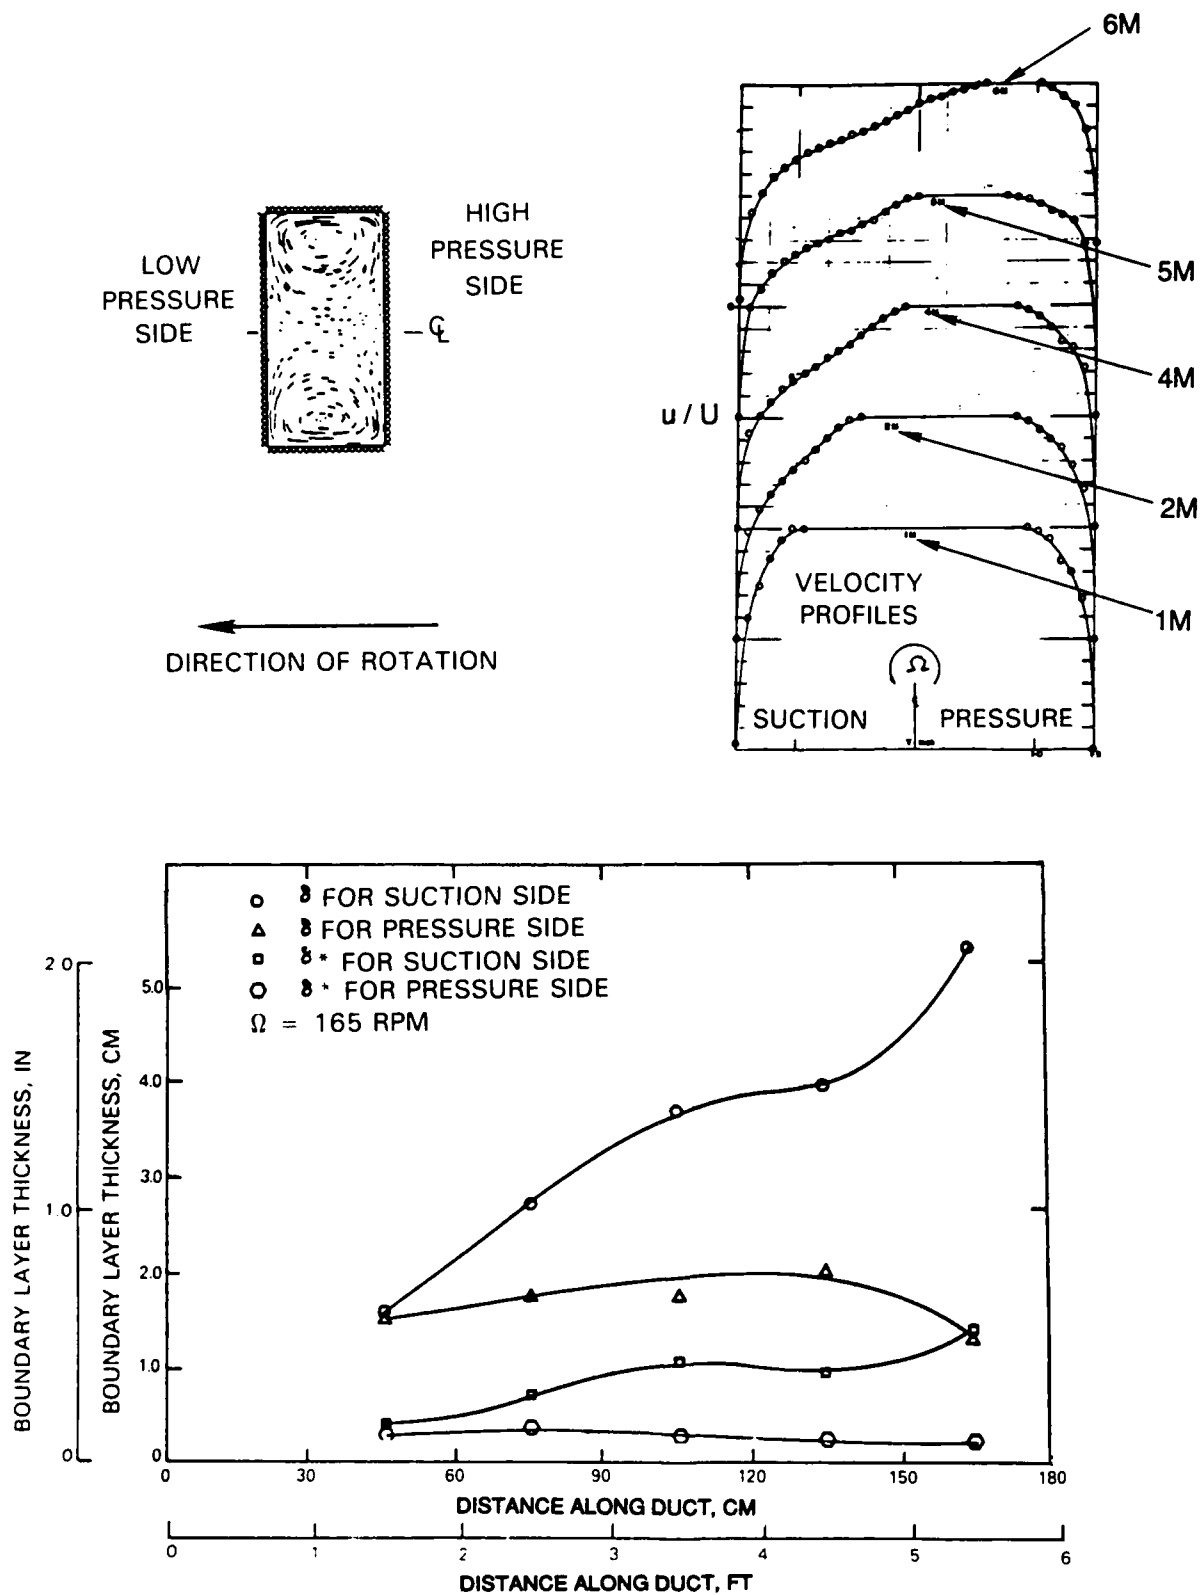 6M
HIGH
PRESSURE
SIDE
LOW
PRESSURE
SIDE
℄
5M
4M
u / U
2M
1M
VELOCITY
PROFILES
DIRECTION OF ROTATION
Ω
SUCTION
PRESSURE
δ FOR SUCTION SIDE
δ FOR PRESSURE SIDE
δ* FOR SUCTION SIDE
δ* FOR PRESSURE SIDE
Ω = 165 RPM
BOUNDARY LAYER THICKNESS, IN
2.0
1.0
0
BOUNDARY LAYER THICKNESS, CM
5.0
4.0
3.0
2.0
1.0
0
0 30 60 90 120 150 180
DISTANCE ALONG DUCT, CM
0 1 2 3 4 5 6
DISTANCE ALONG DUCT, FT